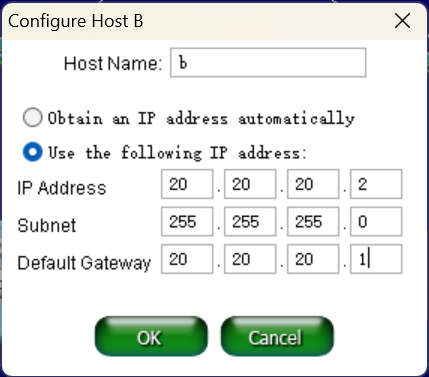 Configure Host B
Host Name: b
Obtain an IP address automatically
Use the following IP address:
IP Address 20 . 20 . 20 . 2
Subnet 255 . 255 . 255 . 0
Default Gateway 20 . 20 . 20 . 1
OK Cancel